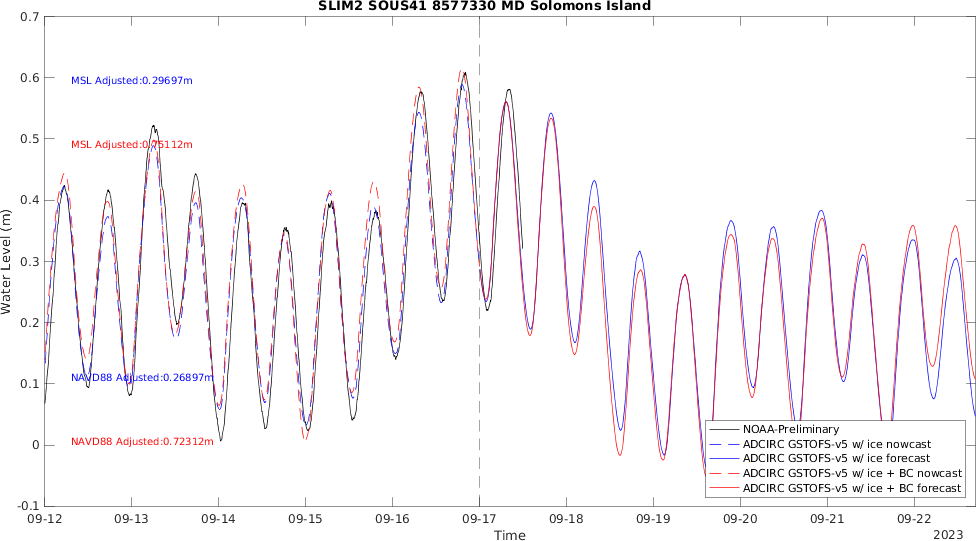 SLIM2 SOUS41 8577330 MD Solomons Island
0.7
0.6
0.5
0.4
0.3
0.2
0.1
0
-0.1
Water Level (m)
MSL Adjusted:0.29697m
MSL Adjusted:0.75112m
NAVD88 Adjusted:0.26897m
NAVD88 Adjusted:0.72312m
NOAA-Preliminary
ADCIRC GSTOFS-v5 w/ ice nowcast
ADCIRC GSTOFS-v5 w/ ice forecast
ADCIRC GSTOFS-v5 w/ ice + BC nowcast
ADCIRC GSTOFS-v5 w/ ice + BC forecast
09-12 09-13 09-14 09-15 09-16 09-17 09-18 09-19 09-20 09-21 09-22
Time
2023